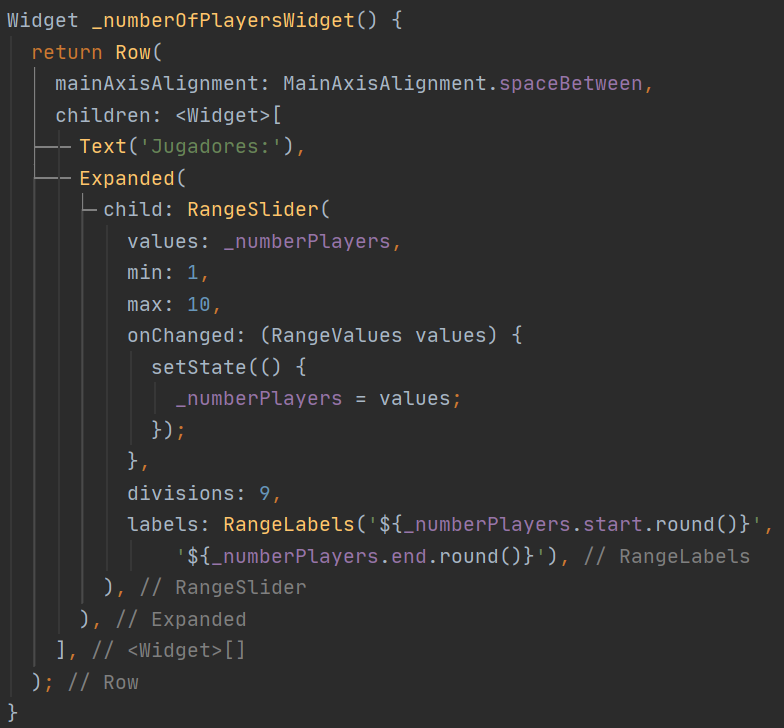 Widget _numberOfPlayersWidget() {
  return Row(
    mainAxisAlignment: MainAxisAlignment.spaceBetween,
    children: <Widget>[
      Text('Jugadores:'),
      Expanded(
        child: RangeSlider(
          values: _numberPlayers,
          min: 1,
          max: 10,
          onChanged: (RangeValues values) {
            setState(() {
              _numberPlayers = values;
            });
          },
          divisions: 9,
          labels: RangeLabels('${_numberPlayers.start.round()}',
              '${_numberPlayers.end.round()}'), // RangeLabels
        ), // RangeSlider
      ), // Expanded
    ], // <Widget>[]
  ); // Row
}